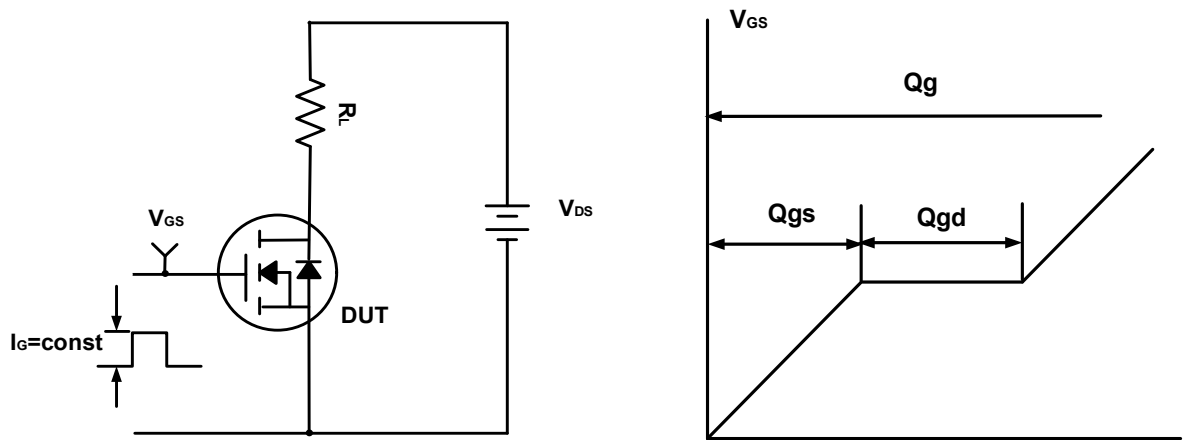 RL
VGS
VDS
DUT
IG=const
VGS
Qg
Qgs
Qgd